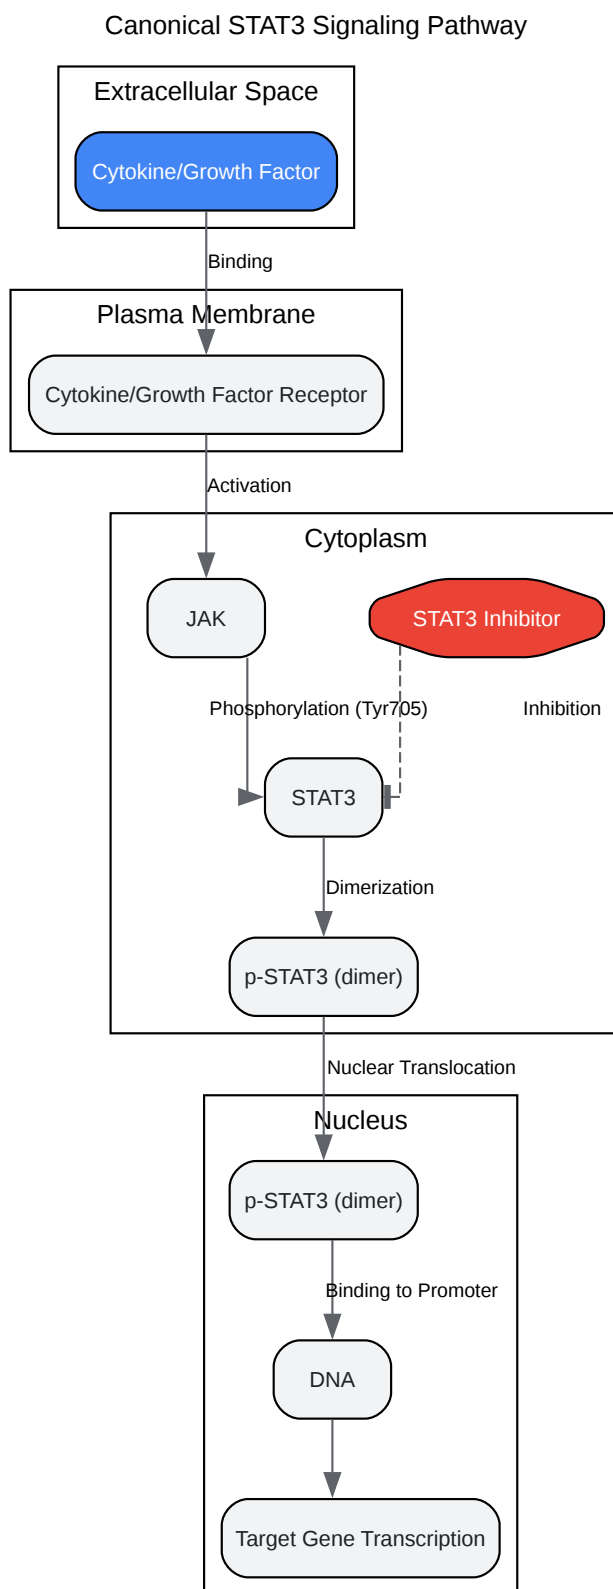 Canonical STAT3 Signaling Pathway
Extracellular Space
Cytokine/Growth Factor
Binding
Plasma Membrane
Cytokine/Growth Factor Receptor
Activation
Cytoplasm
JAK
STAT3 Inhibitor
Phosphorylation (Tyr705)
Inhibition
STAT3
Dimerization
p-STAT3 (dimer)
Nuclear Translocation
Nucleus
p-STAT3 (dimer)
Binding to Promoter
DNA
Target Gene Transcription